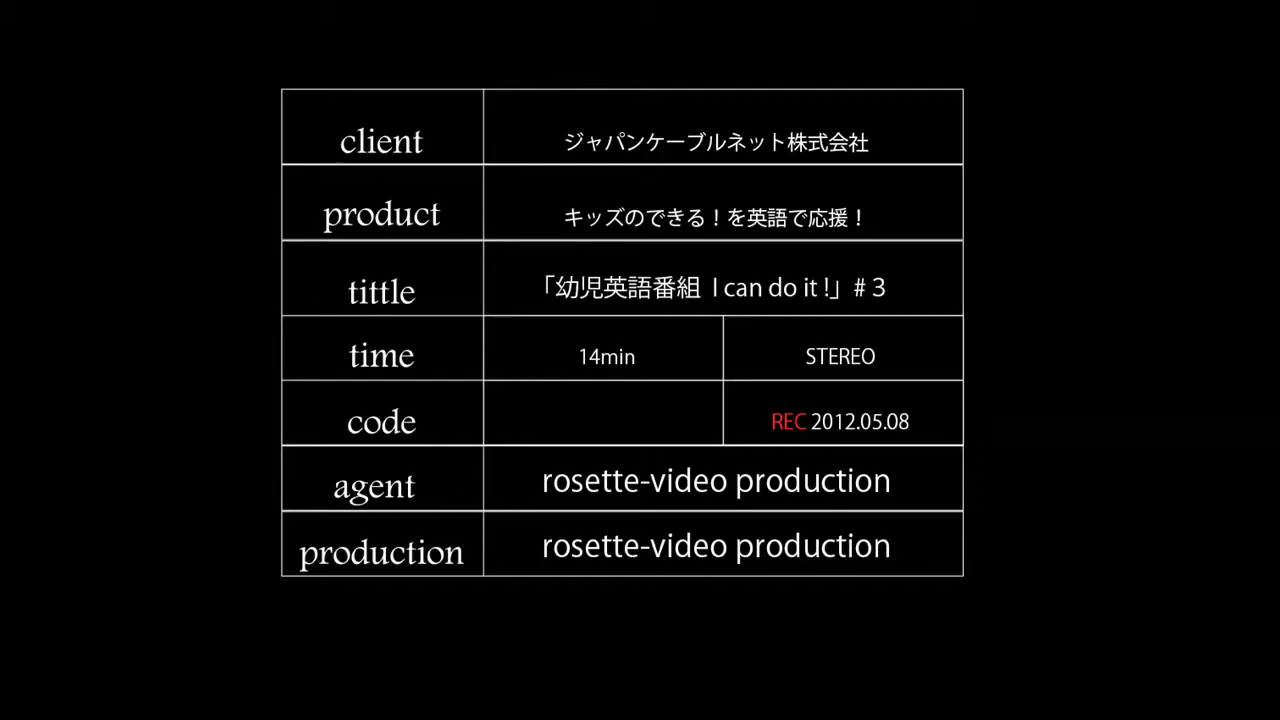 client ジャパンケーブルネット株式会社
product キッズのできる！を英語で応援！
tittle 「幼児英語番組 I can do it !」# 3
time 14min STEREO
code REC 2012.05.08
agent rosette-video production
production rosette-video production